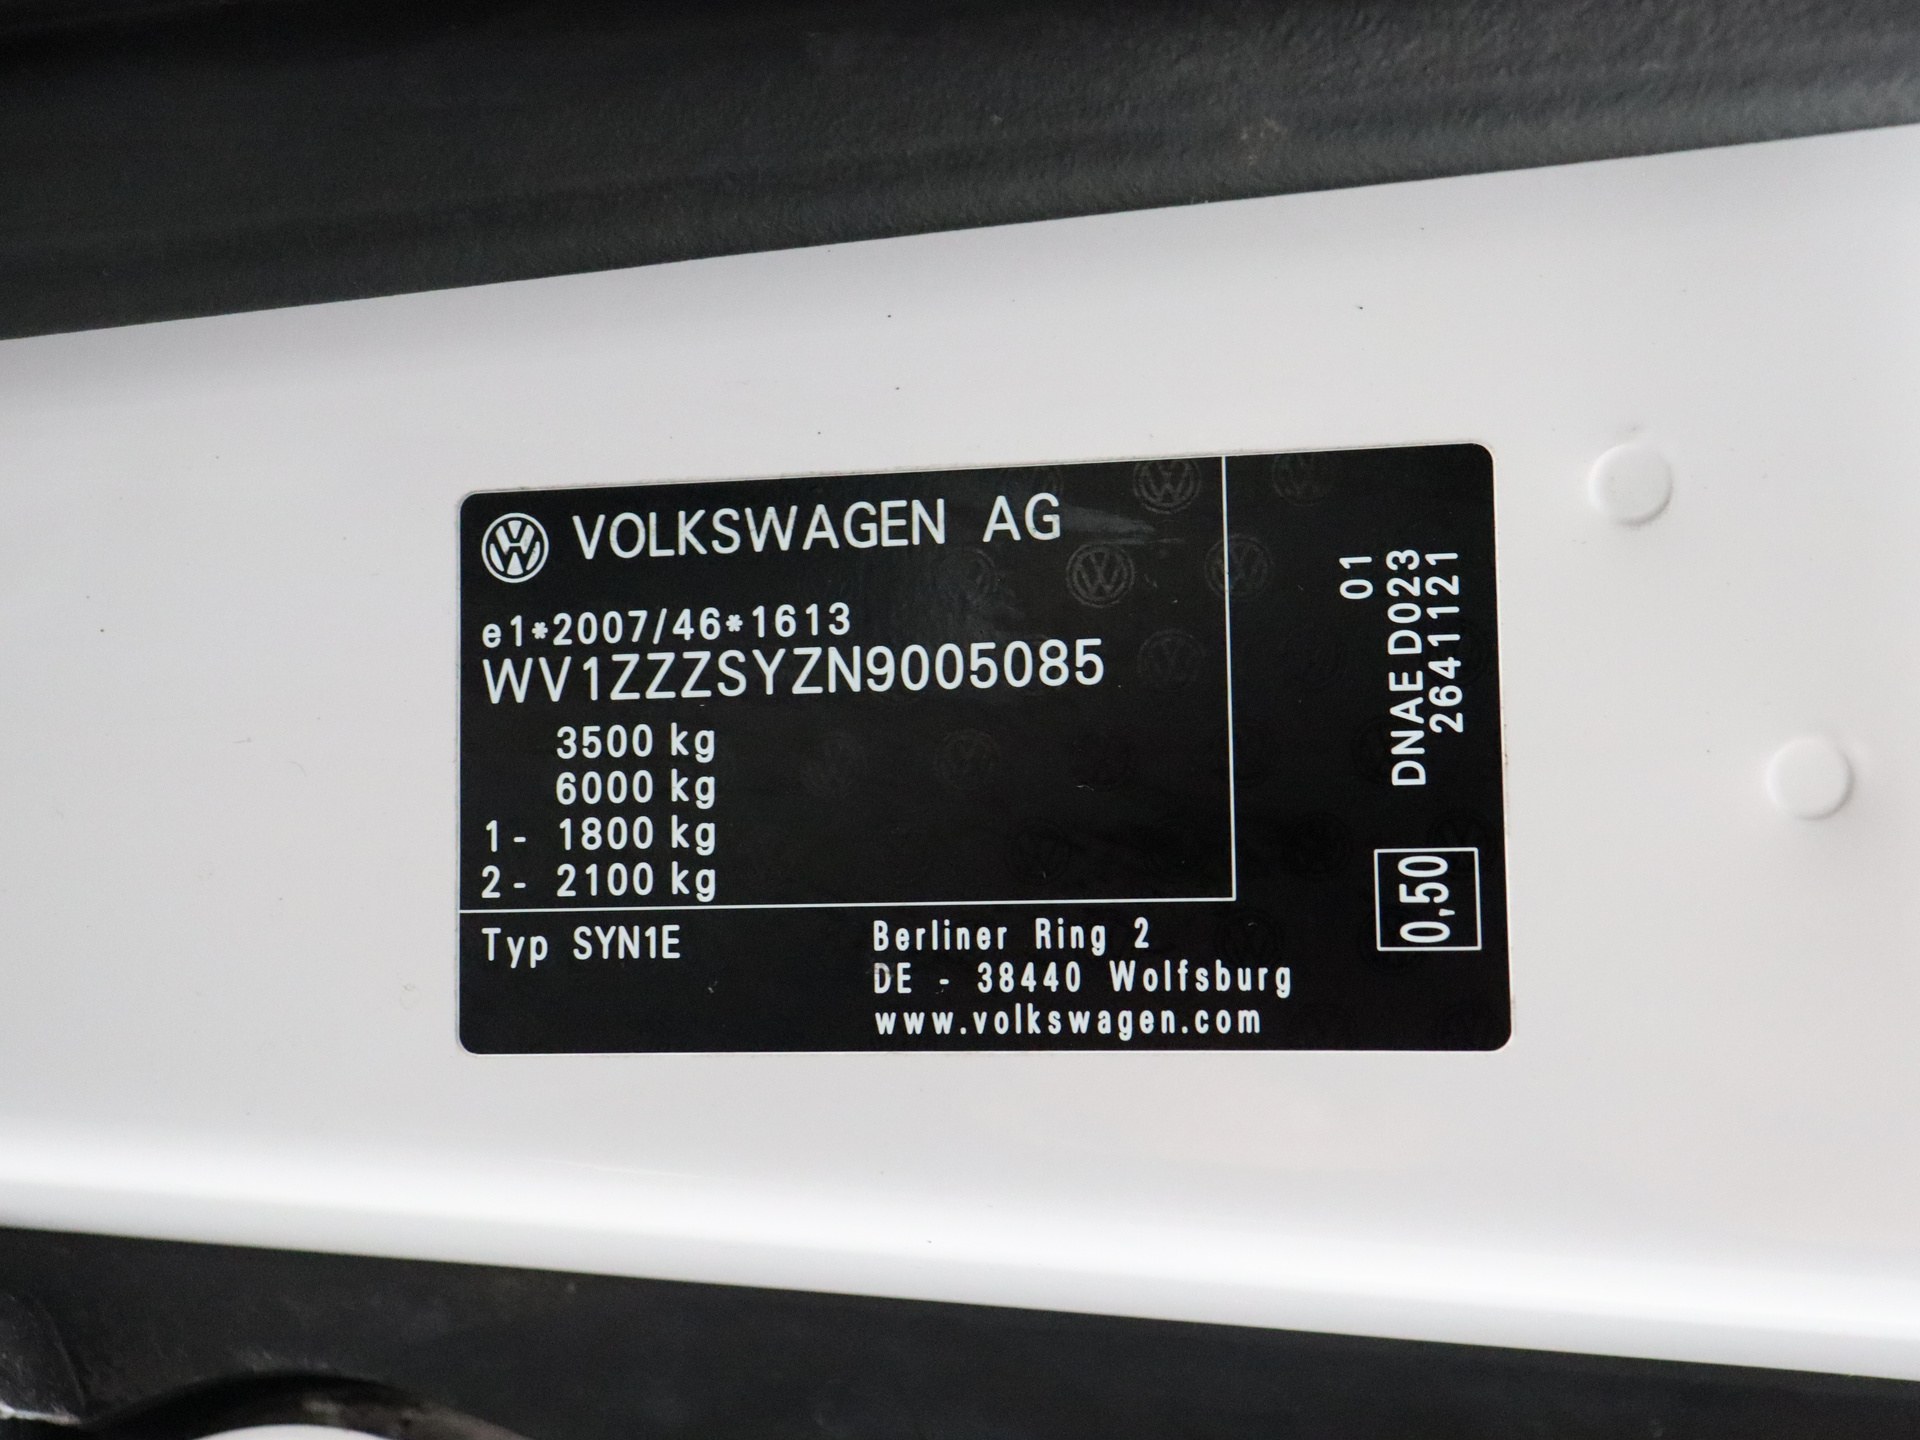 VOLKSWAGEN AG
e1*2007/46*1613
WV1ZZZSYZN9005085
3500 kg
6000 kg
1- 1800 kg
2- 2100 kg
Typ SYN1E
Berliner Ring 2
DE - 38440 Wolfsburg
www.volkswagen.com
01
DNAE D023
2641121
0,50